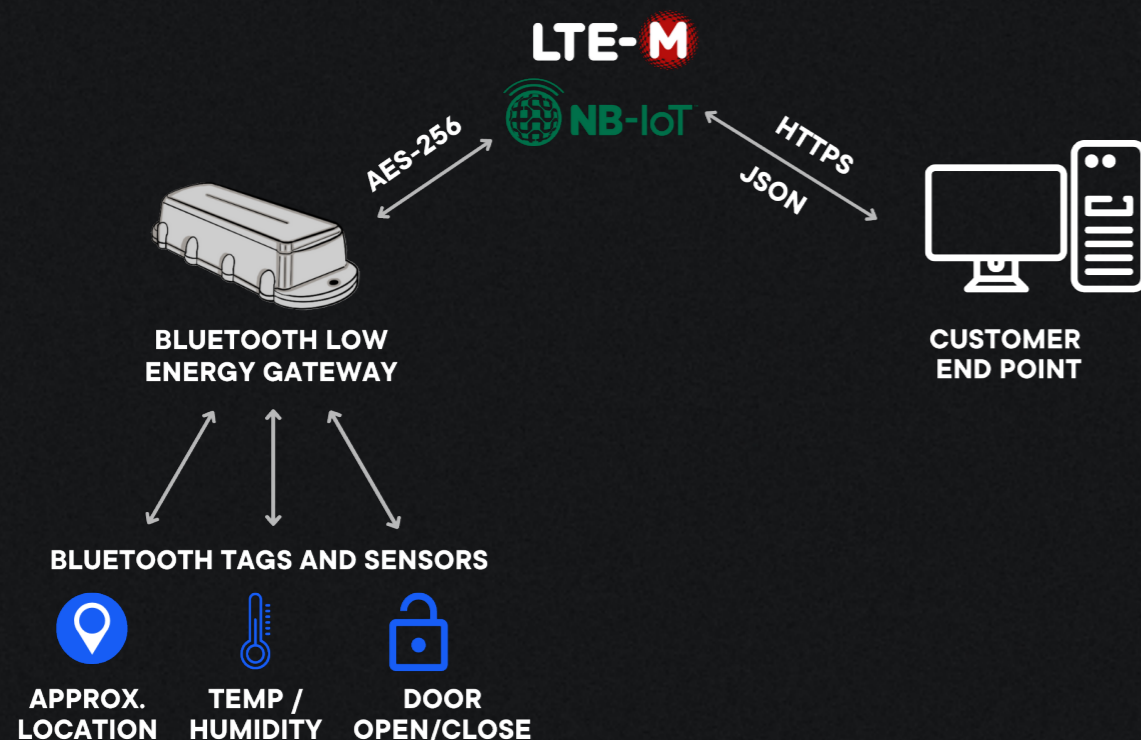 LTE-M
NB-IoT
AES-256
HTTPS
JSON
BLUETOOTH LOW
ENERGY GATEWAY
CUSTOMER
END POINT
BLUETOOTH TAGS AND SENSORS
APPROX.
LOCATION
TEMP /
HUMIDITY
DOOR
OPEN/CLOSE